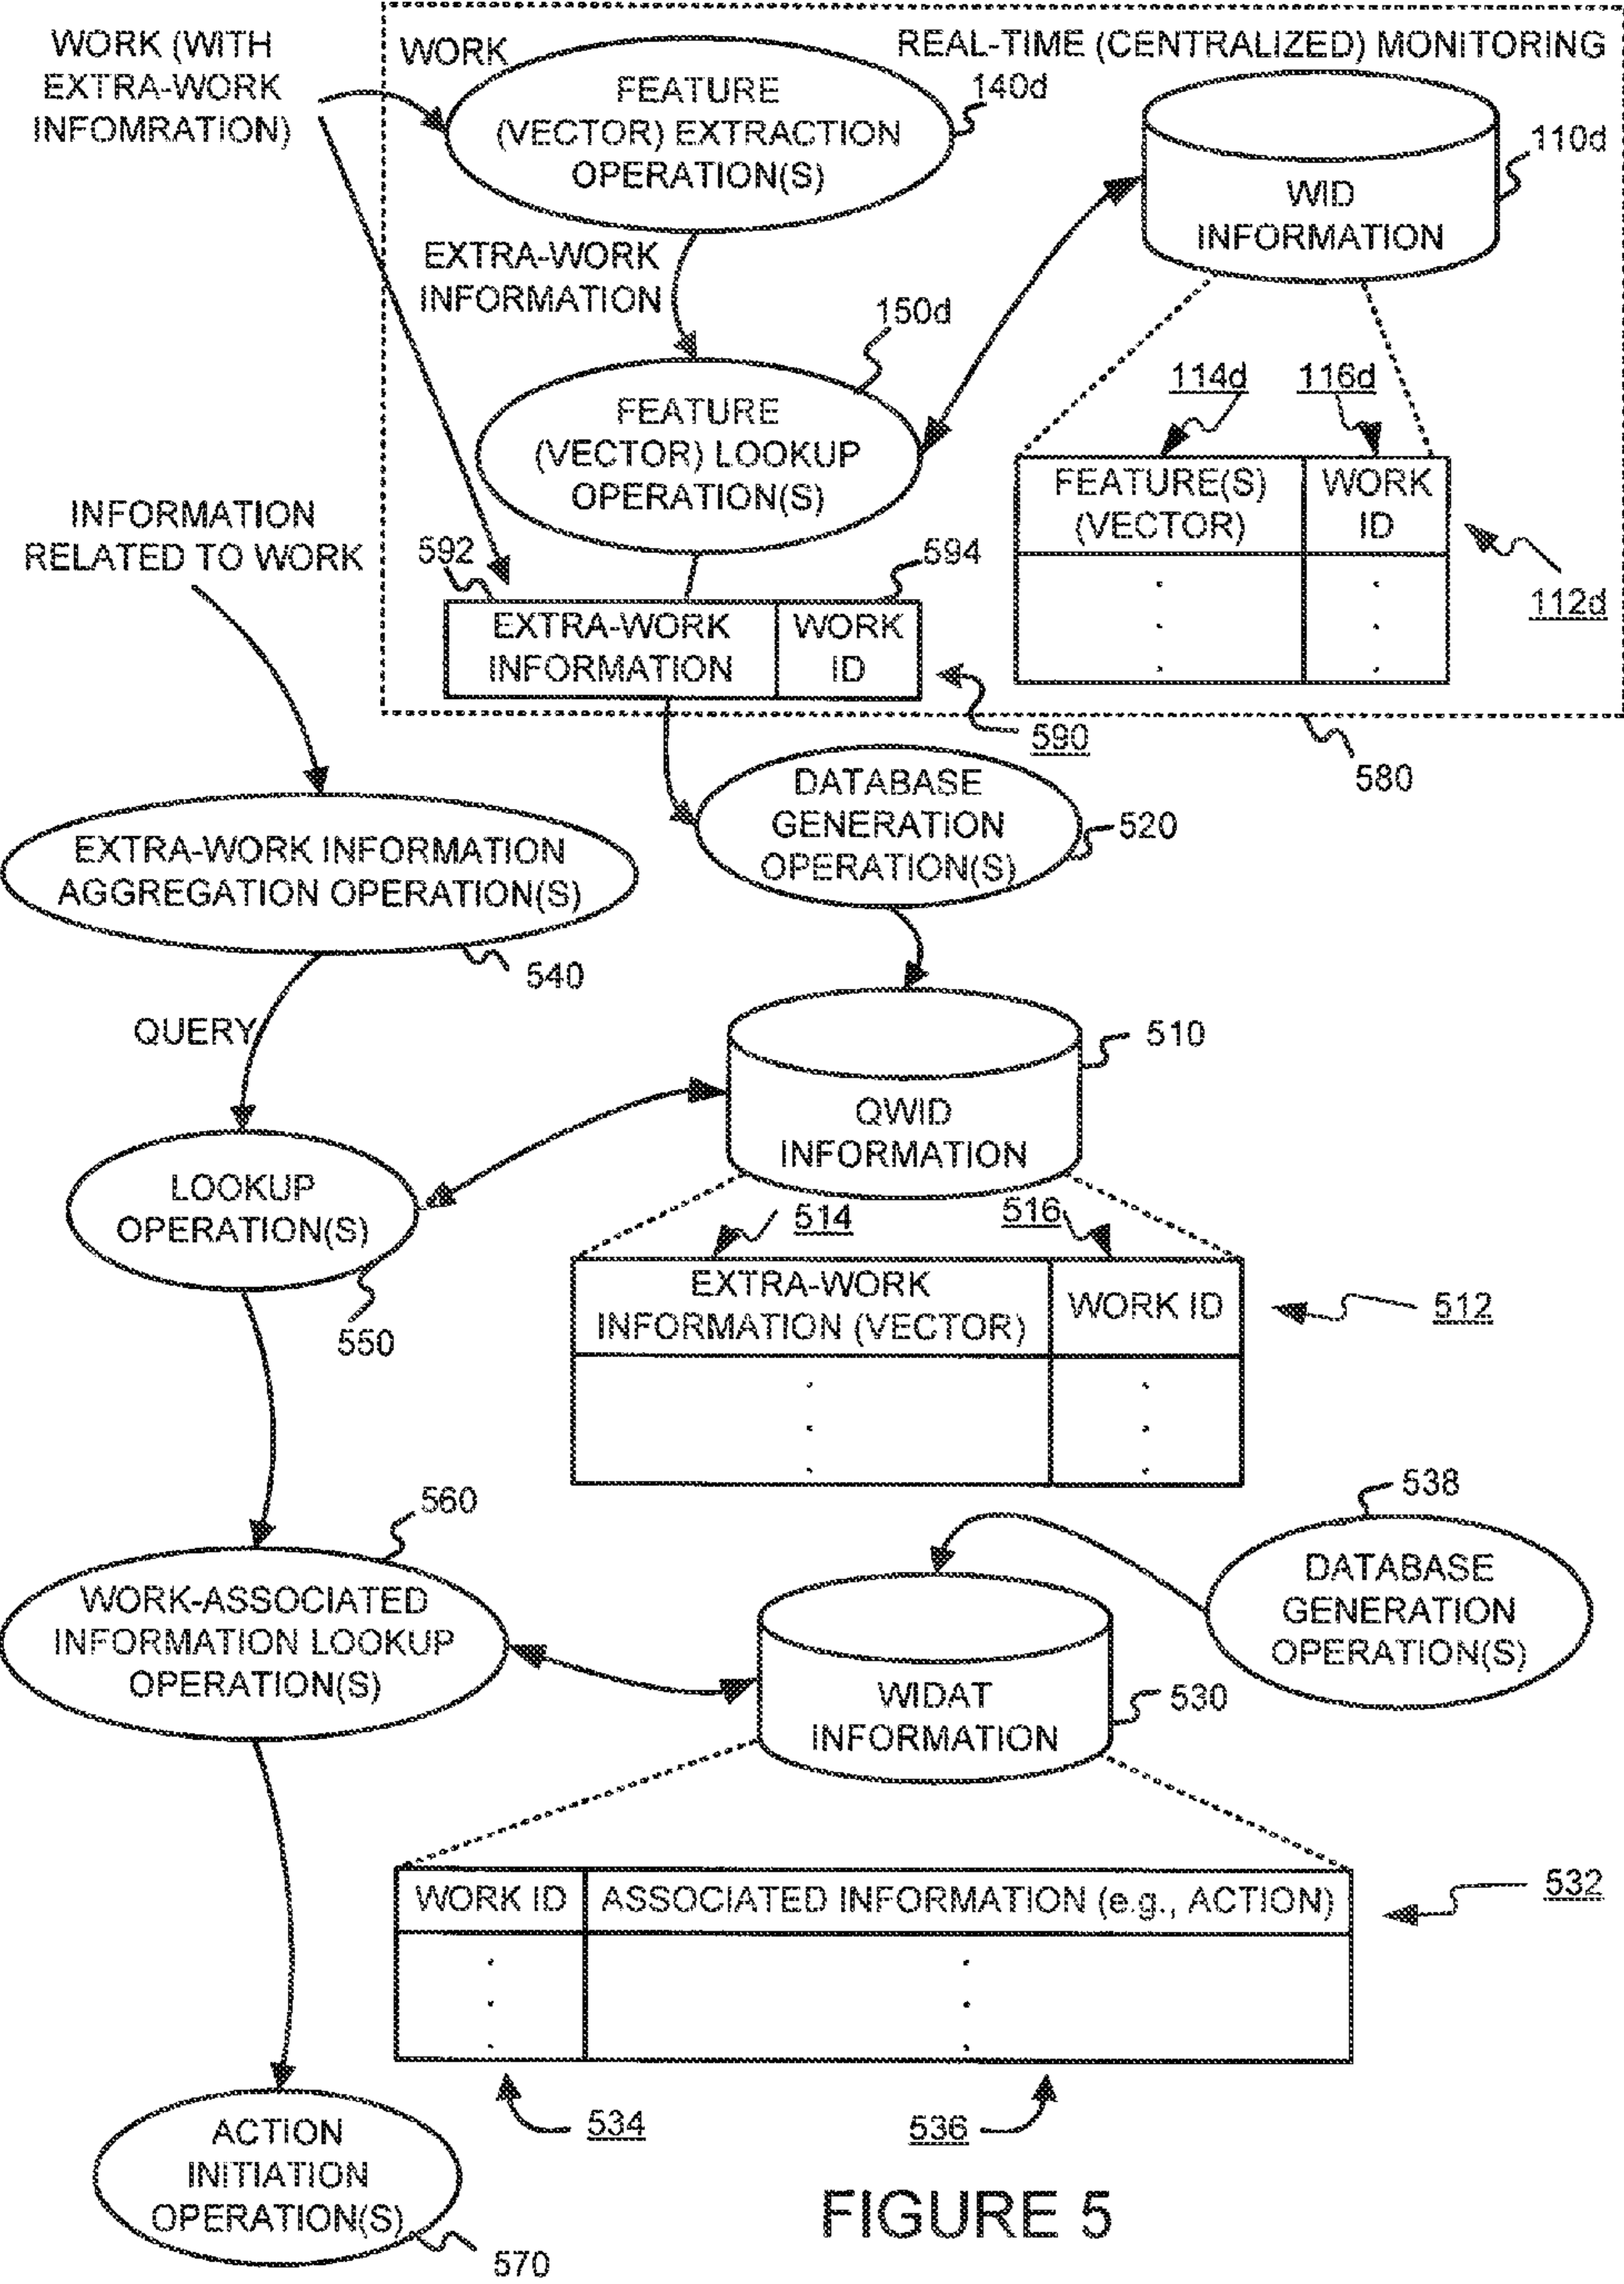 WORK (WITH
EXTRA-WORK
INFOMRATION)
WORK
REAL-TIME (CENTRALIZED) MONITORING
FEATURE
(VECTOR) EXTRACTION
OPERATION(S)
140d
110d
WID
INFORMATION
EXTRA-WORK
INFORMATION
150d
114d
116d
FEATURE
(VECTOR) LOOKUP
OPERATION(S)
FEATURE(S)
(VECTOR)
WORK
ID
112d
INFORMATION
RELATED TO WORK
592
594
EXTRA-WORK
INFORMATION
WORK
ID
590
580
DATABASE
GENERATION
OPERATION(S)
520
EXTRA-WORK INFORMATION
AGGREGATION OPERATION(S)
540
QUERY
510
QWID
INFORMATION
LOOKUP
OPERATION(S)
550
514
516
EXTRA-WORK
INFORMATION (VECTOR)
WORK ID
512
538
560
DATABASE
GENERATION
OPERATION(S)
WORK-ASSOCIATED
INFORMATION LOOKUP
OPERATION(S)
WIDAT
INFORMATION
530
WORK ID
ASSOCIATED INFORMATION (e.g., ACTION)
532
534
536
ACTION
INITIATION
OPERATION(S)
570
FIGURE 5